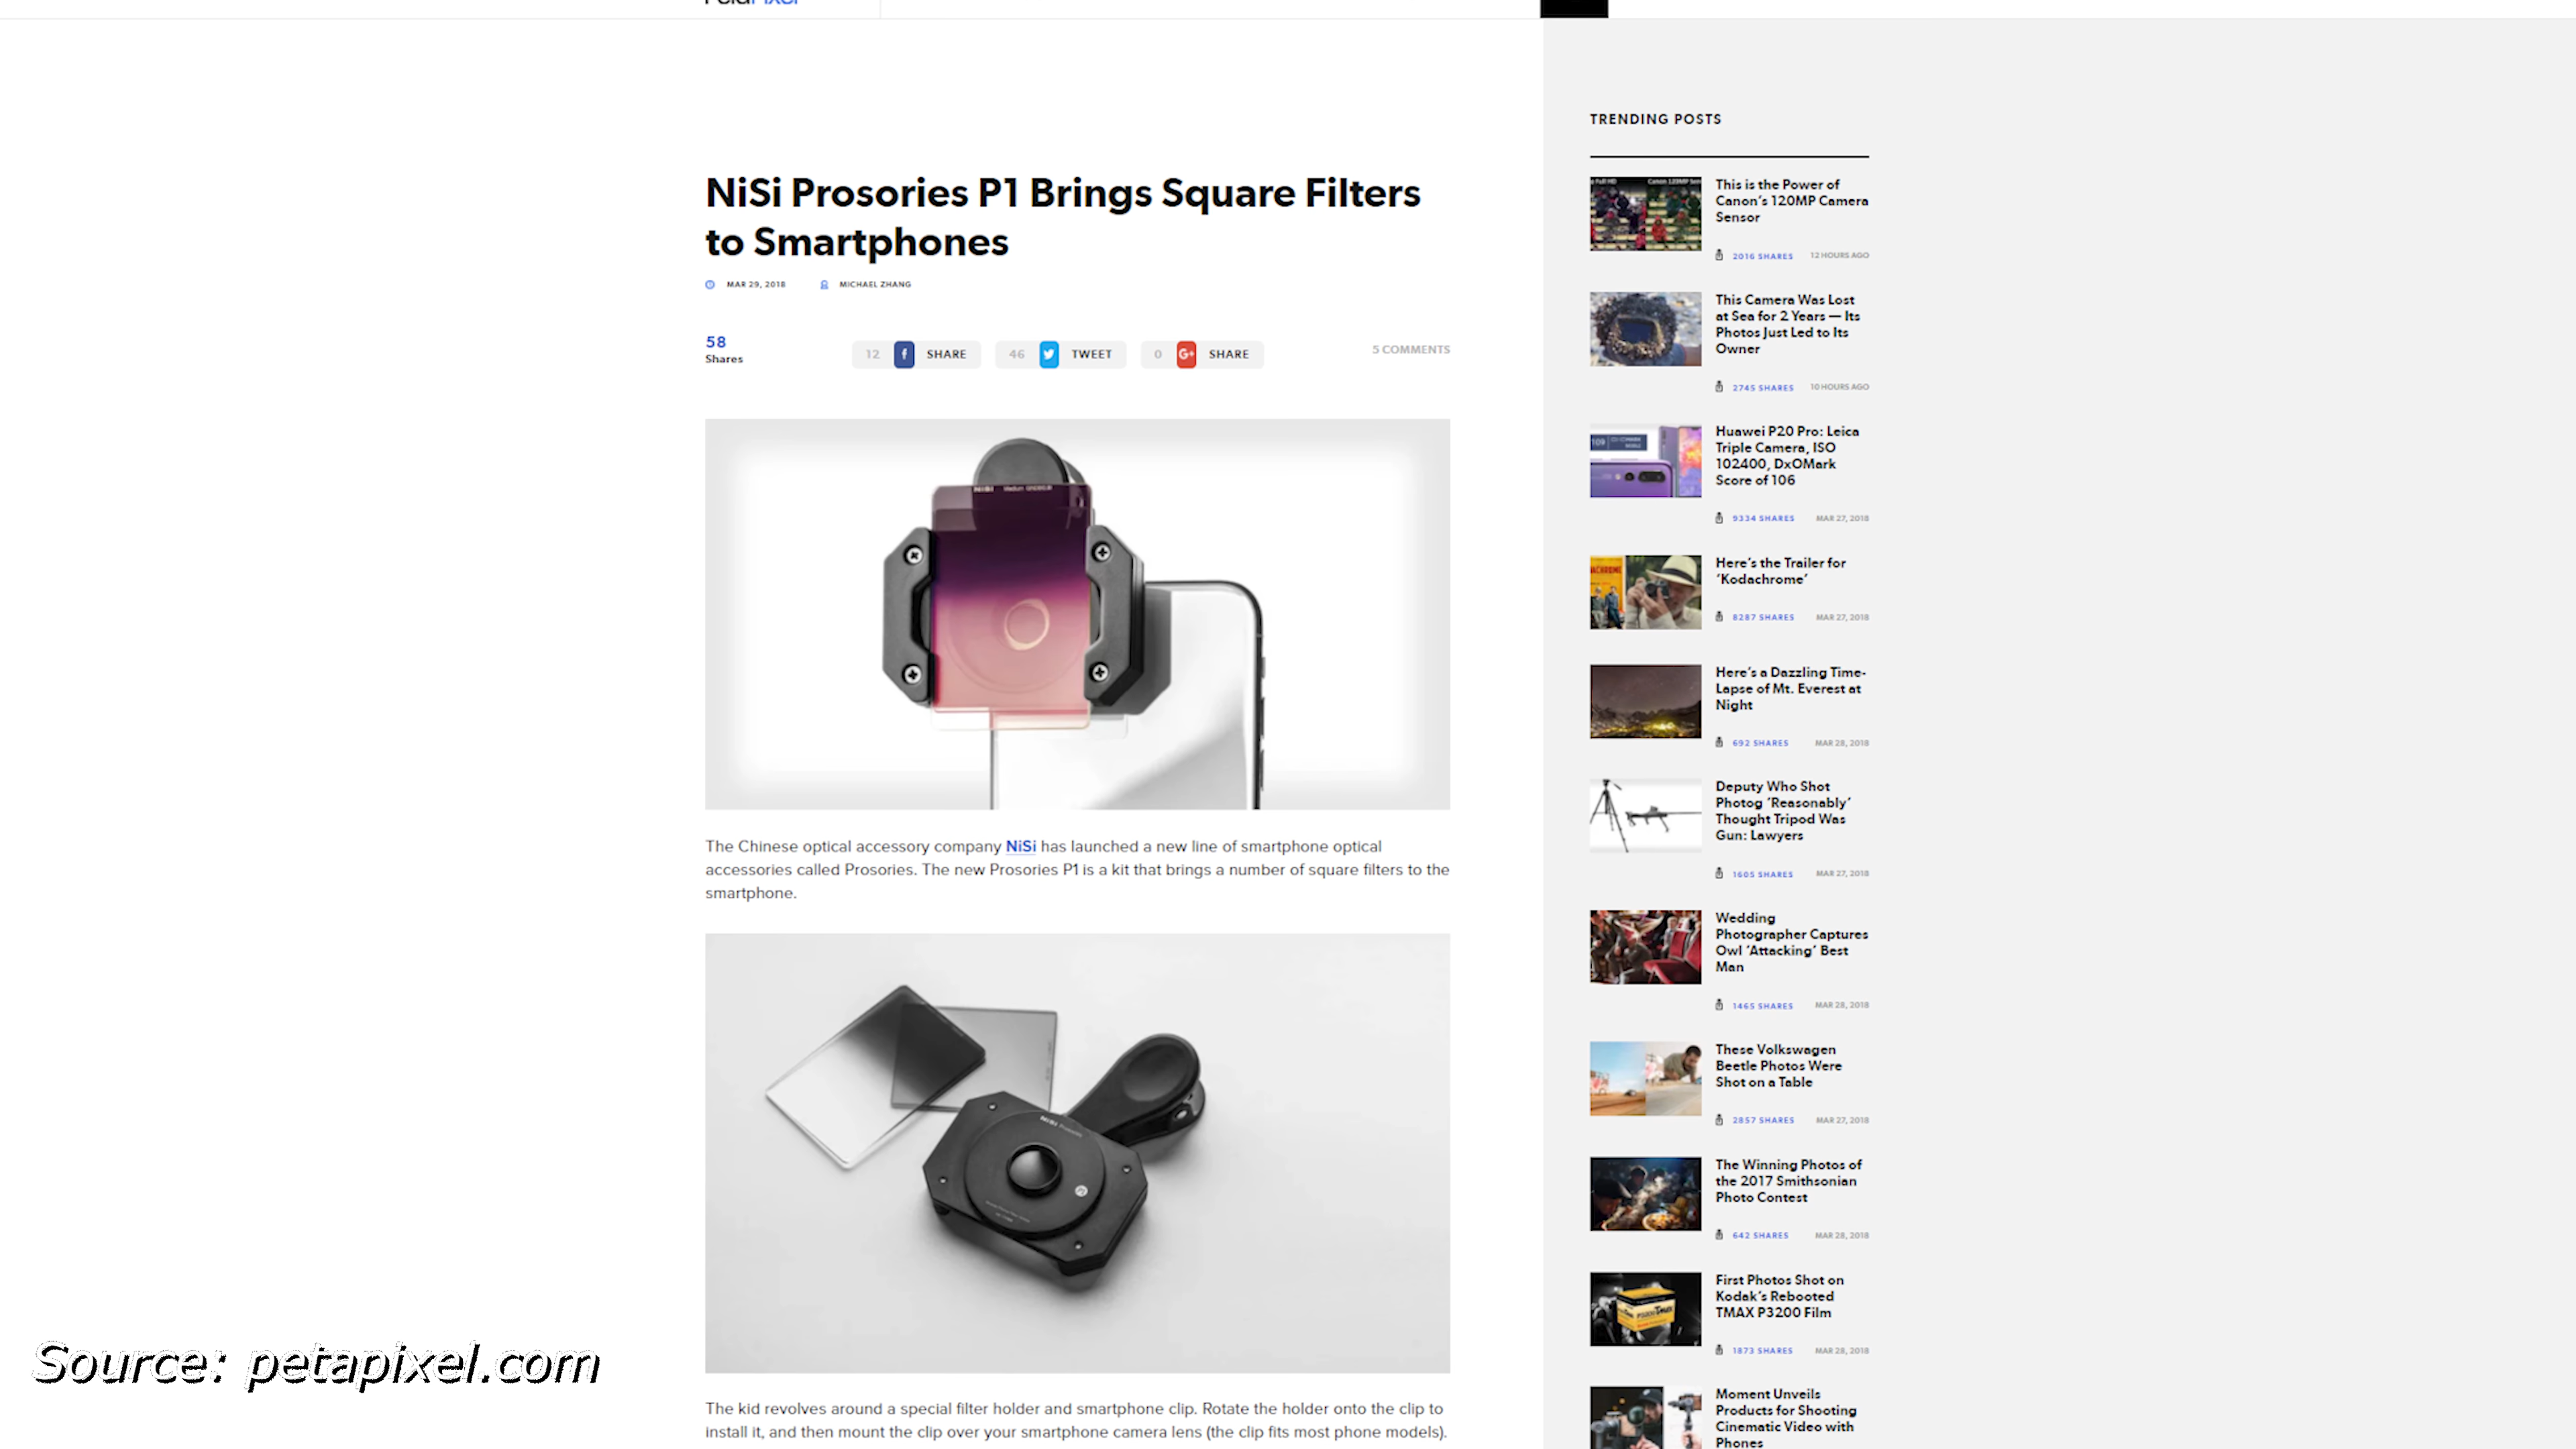 NiSi Prosories P1 Brings Square Filters
to Smartphones
MAR 29, 2018 MICHAEL ZHANG
58
Shares
12 SHARE 46 TWEET 0 G+ SHARE
5 COMMENTS
NiSi
The Chinese optical accessory company NiSi has launched a new line of smartphone optical
accessories called Prosories. The new Prosories P1 is a kit that brings a number of square filters to the
smartphone.
NiSi
The kid revolves around a special filter holder and smartphone clip. Rotate the holder onto the clip to
install it, and then mount the clip over your smartphone camera lens (the clip fits most phone models).
TRENDING POSTS
This is the Power of
Canon's 120MP Camera
Sensor
2016 SHARES 12 HOURS AGO
This Camera Was Lost
at Sea for 2 Years — Its
Photos Just Led to Its
Owner
2745 SHARES 10 HOURS AGO
109
Huawei P20 Pro: Leica
Triple Camera, ISO
102400, DxOMark
Score of 106
9334 SHARES MAR 27, 2018
Here's the Trailer for
'Kodachrome'
8287 SHARES MAR 27, 2018
Here's a Dazzling Time-
Lapse of Mt. Everest at
Night
692 SHARES MAR 28, 2018
Deputy Who Shot
Photog 'Reasonably'
Thought Tripod Was
Gun: Lawyers
1605 SHARES MAR 27, 2018
Wedding
Photographer Captures
Owl 'Attacking' Best
Man
1465 SHARES MAR 28, 2018
These Volkswagen
Beetle Photos Were
Shot on a Table
2857 SHARES MAR 27, 2018
The Winning Photos of
the 2017 Smithsonian
Photo Contest
642 SHARES MAR 28, 2018
First Photos Shot on
Kodak's Rebooted
TMAX P3200 Film
1873 SHARES MAR 28, 2018
Moment Unveils
Products for Shooting
Cinematic Video with
Phones
Source: petapixel.com